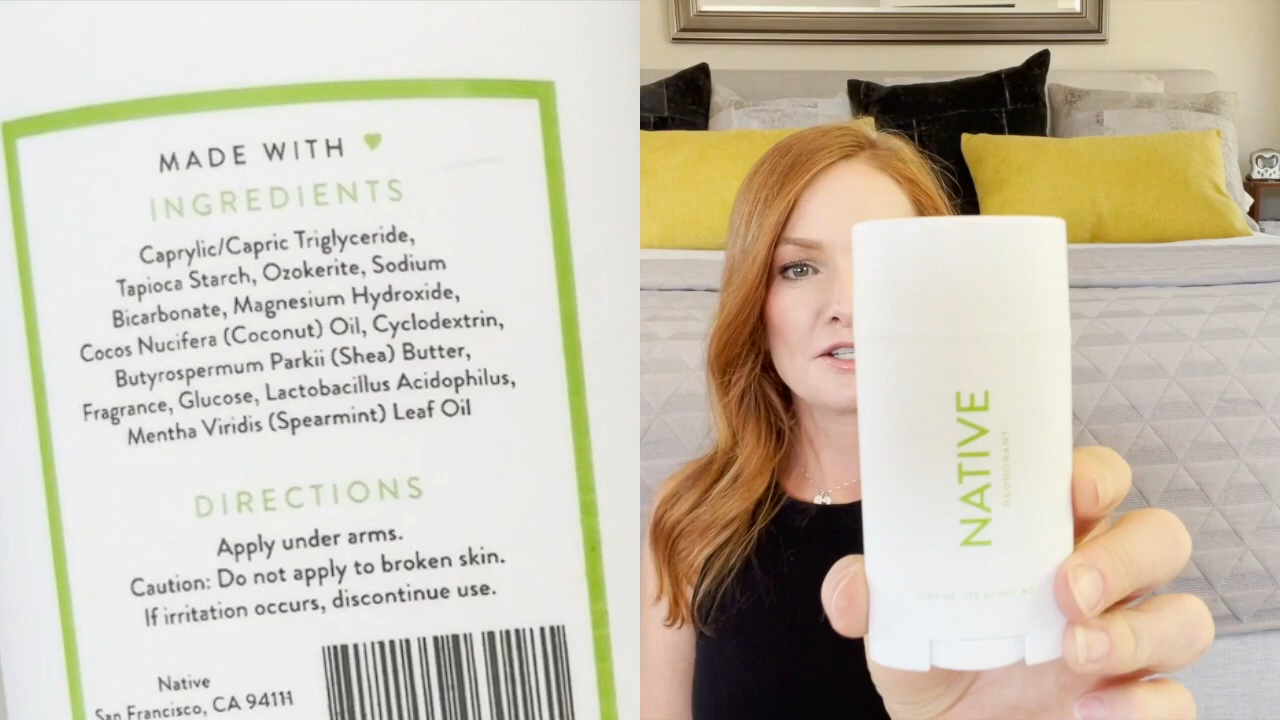 MADE WITH
INGREDIENTS
Caprylic/Capric Triglyceride,
Tapioca Starch, Ozokerite, Sodium
Bicarbonate, Magnesium Hydroxide,
Cocos Nucifera (Coconut) Oil, Cyclodextrin,
Butyrospermum Parkii (Shea) Butter,
Fragrance, Glucose, Lactobacillus Acidophilus,
Mentha Viridis (Spearmint) Leaf Oil
DIRECTIONS
Apply under arms.
Caution: Do not apply to broken skin.
If irritation occurs, discontinue use.
Native
San Francisco, CA 94111
NATIVE
DEODORANT